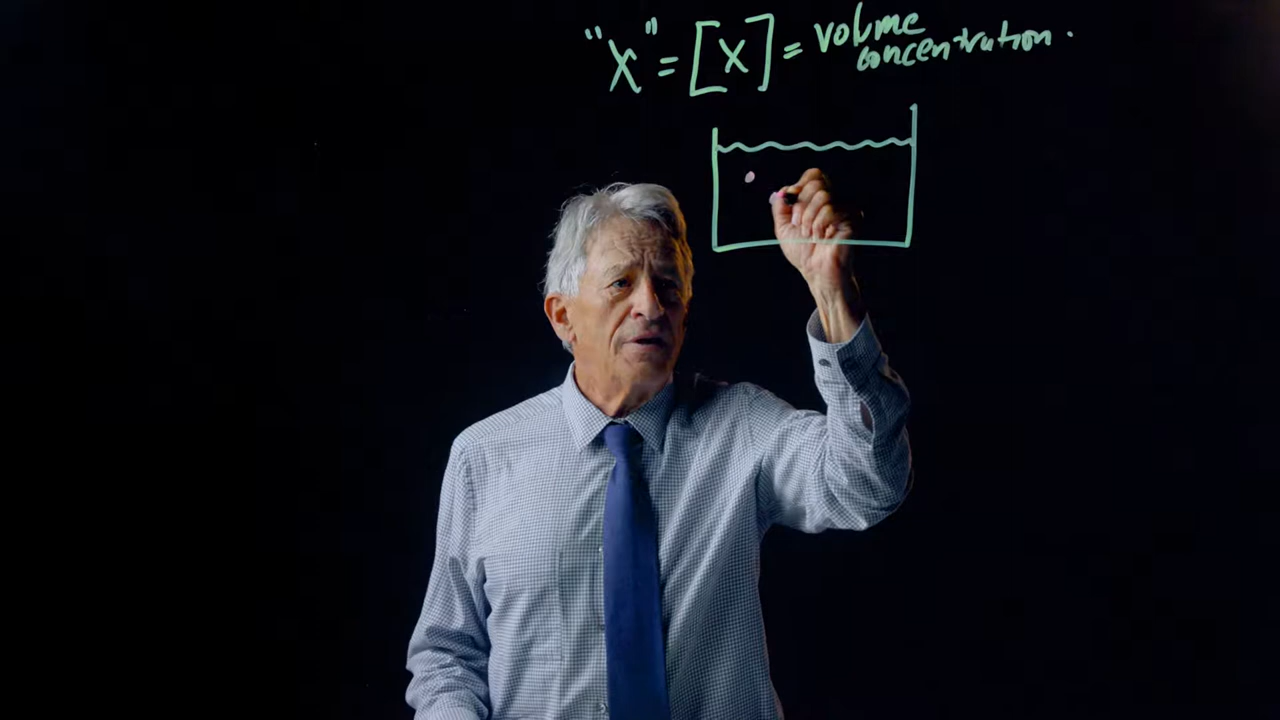 "X" = [X] = volume
concentration.